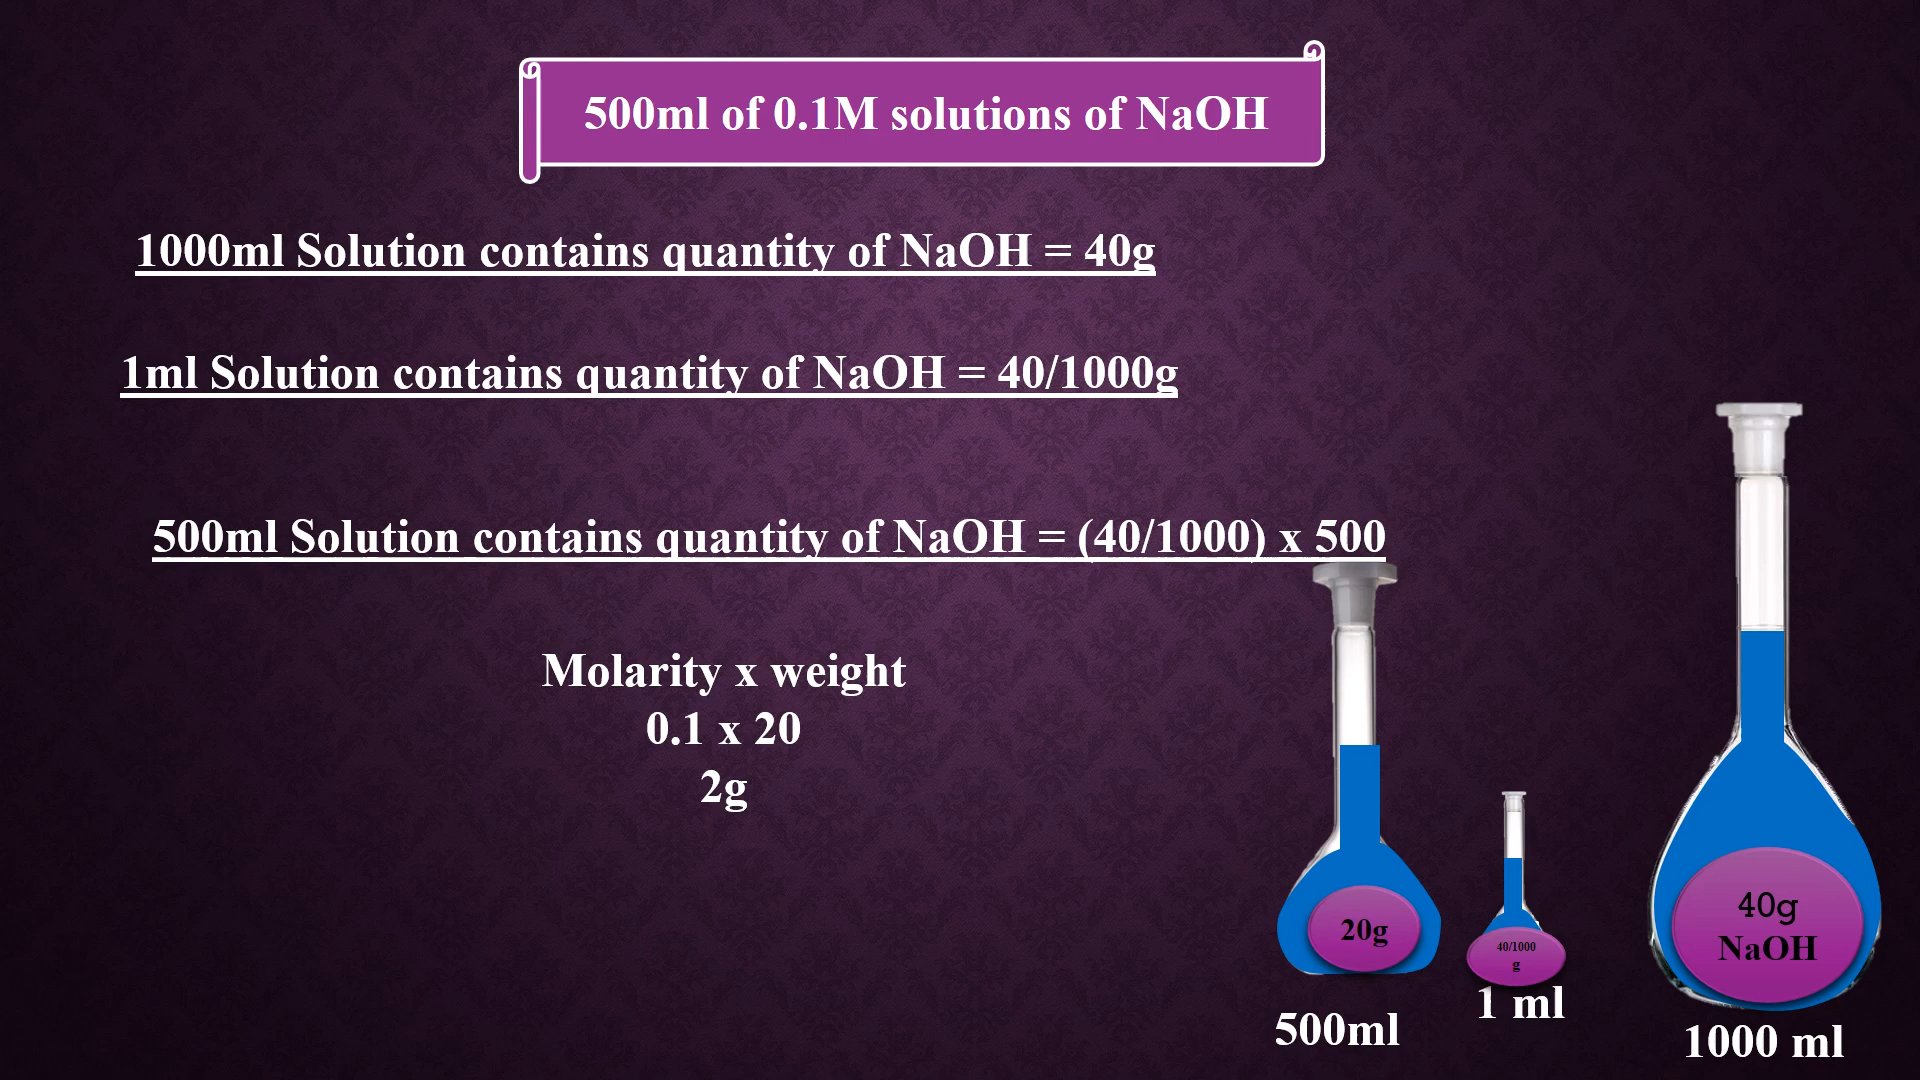 500ml of 0.1M solutions of NaOH
1000ml Solution contains quantity of NaOH = 40g
1ml Solution contains quantity of NaOH = 40/1000g
500ml Solution contains quantity of NaOH = (40/1000) x 500
Molarity x weight
0.1 x 20
2g
20g
500ml
40/1000
g
1 ml
40g
NaOH
1000 ml